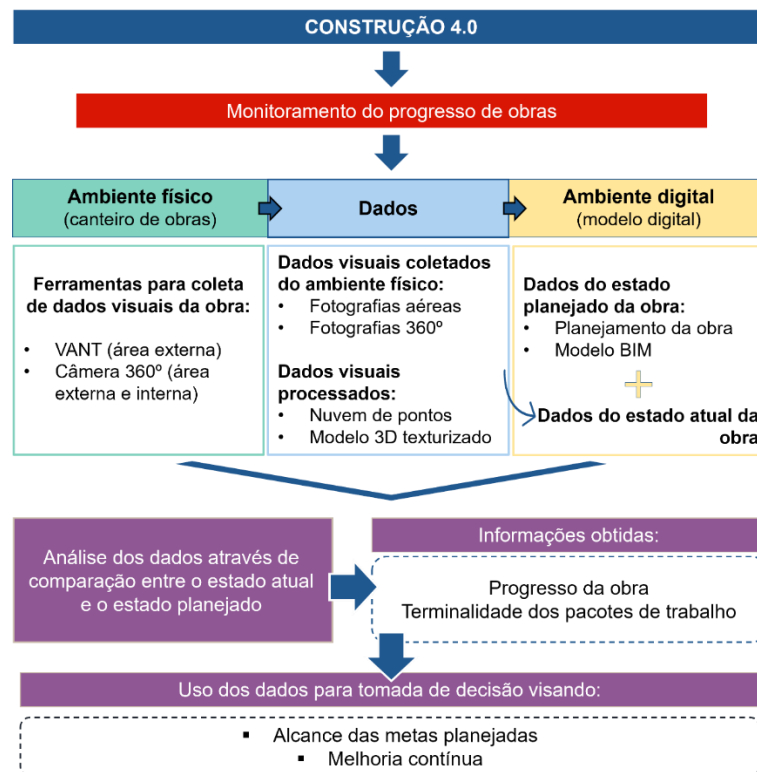 CONSTRUÇÃO 4.0
Monitoramento do progresso de obras
Ambiente físico
(canteiro de obras)
Dados
Ambiente digital
(modelo digital)
Ferramentas para coleta
de dados visuais da obra:
• VANT (área externa)
• Câmera 360º (área
externa e interna)
Dados visuais coletados
do ambiente físico:
• Fotografias aéreas
• Fotografias 360º
Dados visuais
processados:
• Nuvem de pontos
• Modelo 3D texturizado
Dados do estado
planejado da obra:
• Planejamento da obra
• Modelo BIM
Dados do estado atual da
obra
Análise dos dados através de
comparação entre o estado atual
e o estado planejado
Informações obtidas:
Progresso da obra
Terminalidade dos pacotes de trabalho
Uso dos dados para tomada de decisão visando:
▪ Alcance das metas planejadas
▪ Melhoria contínua